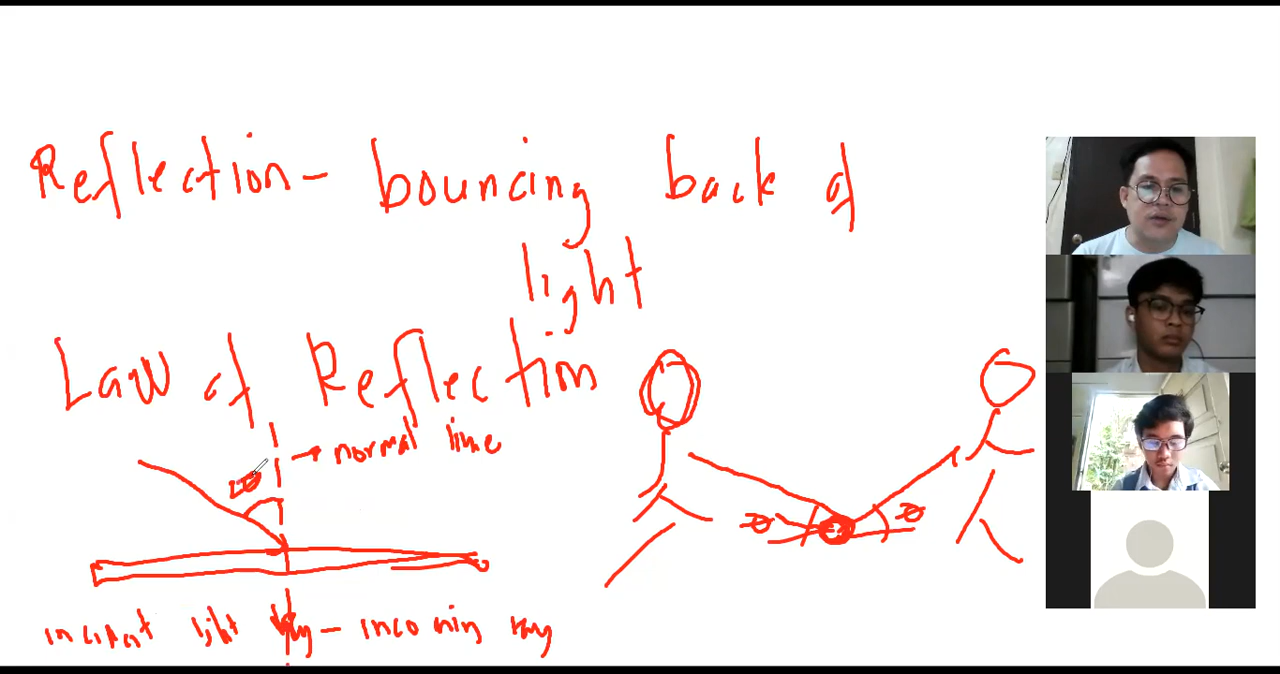 Reflection - bouncing back of
light
Law of Reflection
→ normal line
θ
θ
θ
incident light ray - incoming ray